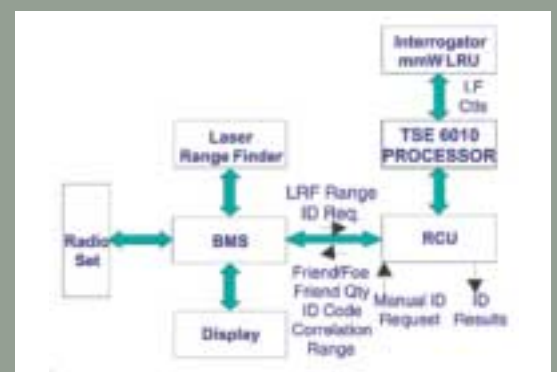 Interrogator
mmW LRU
I.F
Ctls
Laser
Range Finder
TSE 6010
PROCESSOR
LRF Range
ID Req.
Radio
Set
BMS
RCU
Friend/Foe
Friend Qty
ID Code
Correlation
Range
Manual ID
Request
ID
Results
Display